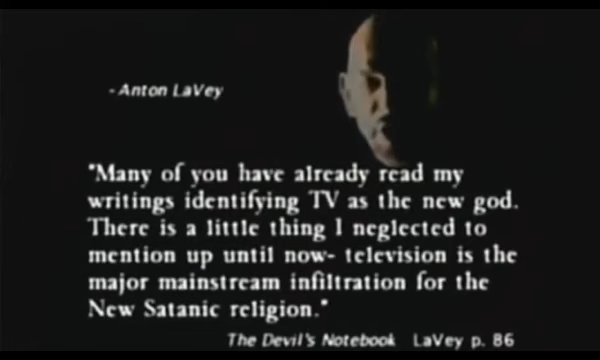 - Anton LaVey
"Many of you have already read my
writings identifying TV as the new god.
There is a little thing I neglected to
mention up until now- television is the
major mainstream infiltration for the
New Satanic religion."
The Devil's Notebook LaVey p. 86